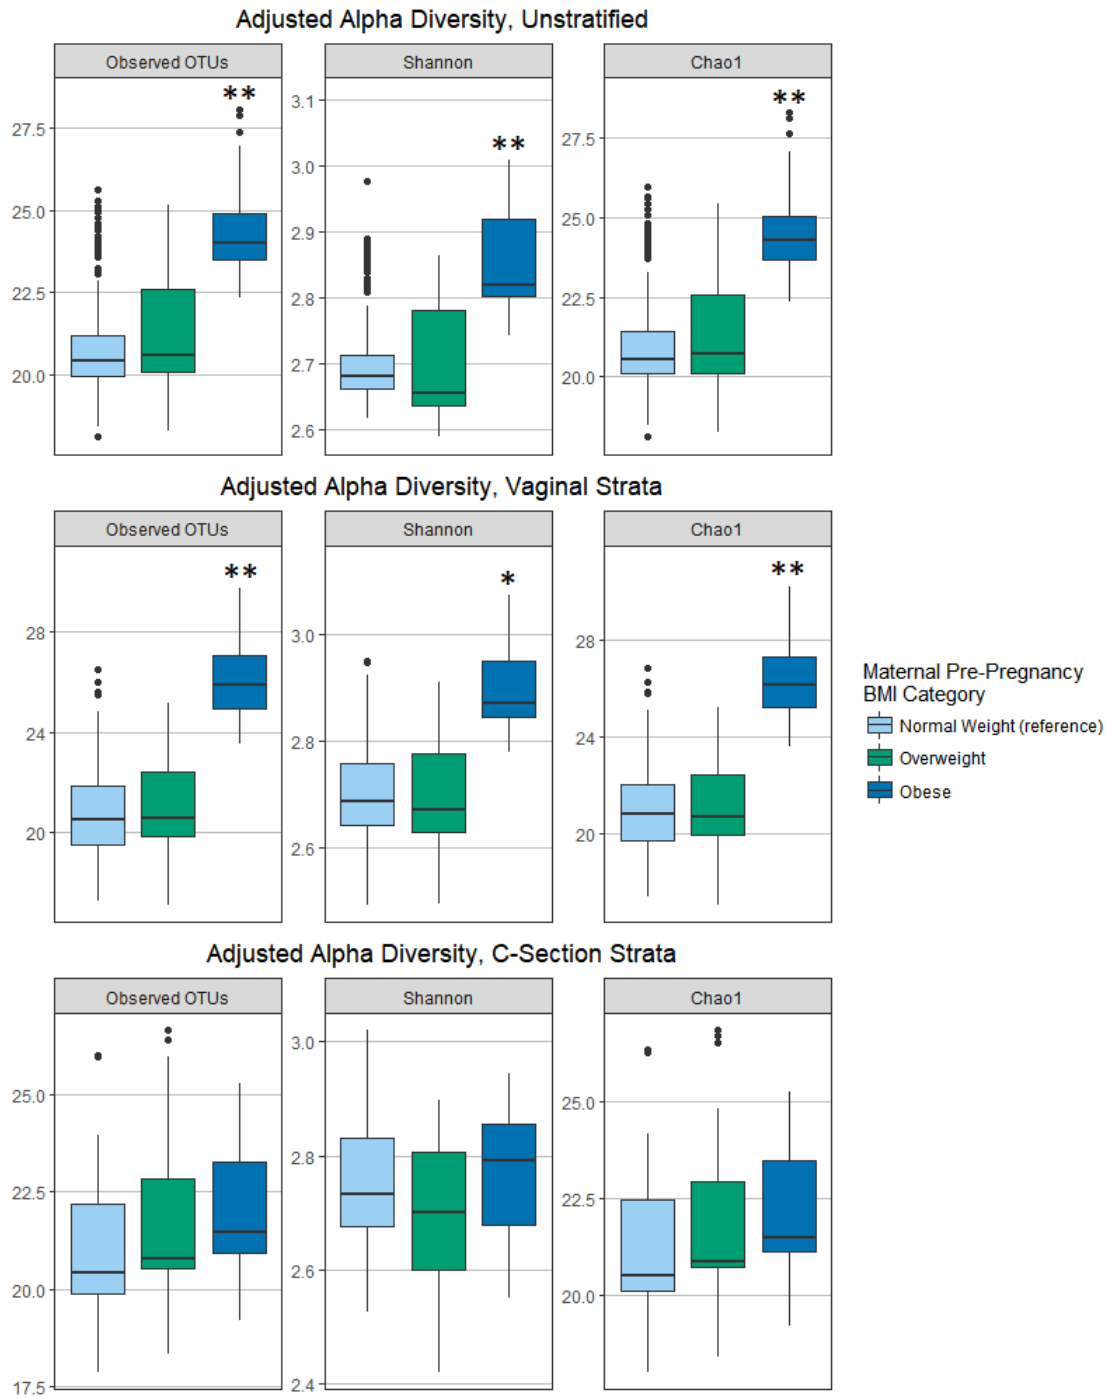 Adjusted Alpha Diversity, Unstratified
Observed OTUs
Shannon
Chao1
**
**
**
27.5
25.0
22.5
20.0
3.1
3.0
2.9
2.8
2.7
2.6
27.5
25.0
22.5
20.0
Adjusted Alpha Diversity, Vaginal Strata
Observed OTUs
Shannon
Chao1
**
*
**
28
24
20
3.0
2.8
2.6
28
24
20
Maternal Pre-Pregnancy
BMI Category
Normal Weight (reference)
Overweight
Obese
Adjusted Alpha Diversity, C-Section Strata
Observed OTUs
Shannon
Chao1
25.0
22.5
20.0
17.5
3.0
2.8
2.6
2.4
25.0
22.5
20.0